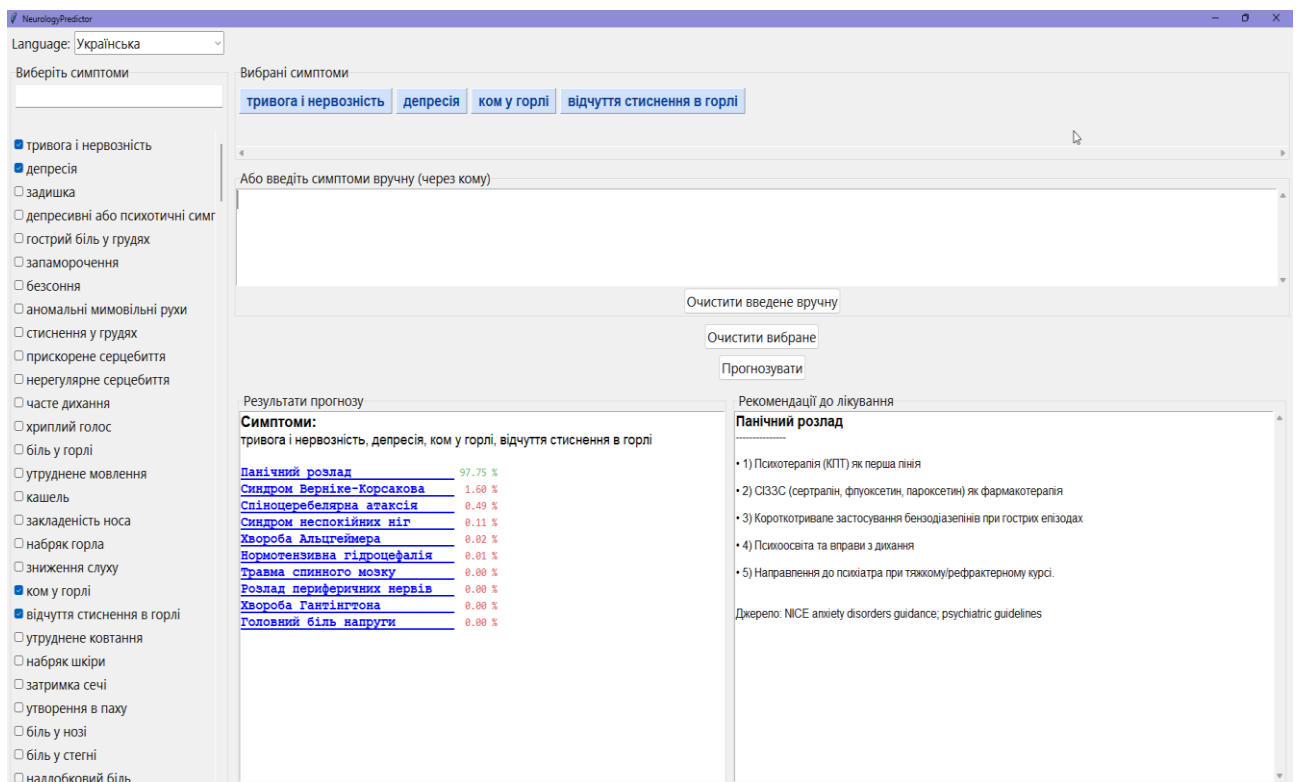 NeurologyPredictor
Language: Українська
Виберіть симптоми
тривога і нервозність
депресія
задишка
депресивні або психотичні симг
гострий біль у грудях
запаморочення
безсоння
аномальні мимовільні рухи
стиснення у грудях
прискорене серцебиття
нерегулярне серцебиття
часте дихання
хриплий голос
біль у горлі
утруднене мовлення
кашель
закладеність носа
набряк горла
зниження слуху
ком у горлі
відчуття стиснення в горлі
утруднене ковтання
набряк шкіри
затримка сечі
утворення в паху
біль у нозі
біль у стегні
надлобковий біль
Вибрані симптоми
тривога і нервозність депресія ком у горлі відчуття стиснення в горлі
Або введіть симптоми вручну (через кому)
Очистити введене вручну
Очистити вибране
Прогнозувати
Результати прогнозу
Симптоми:
тривога і нервозність, депресія, ком у горлі, відчуття стиснення в горлі
Панічний розлад 97.75 %
Синдром Верніке-Корсакова 1.60 %
Спіноцеребелярна атаксія 0.49 %
Синдром неспокійних ніг 0.11 %
Хвороба Альцгеймера 0.02 %
Нормотензивна гідроцефалія 0.01 %
Травма спинного мозку 0.00 %
Розлад периферичних нервів 0.00 %
Хвороба Гантінгтона 0.00 %
Головний біль напруги 0.00 %
Рекомендації до лікування
Панічний розлад
---------------
• 1) Психотерапія (КПТ) як перша лінія
• 2) СІЗЗС (сертралін, флуоксетин, пароксетин) як фармакотерапія
• 3) Короткотривале застосування бензодіазепінів при гострих епізодах
• 4) Психоосвіта та вправи з дихання
• 5) Направлення до психіатра при тяжкому/рефрактерному курсі.
Джерело: NICE anxiety disorders guidance; psychiatric guidelines